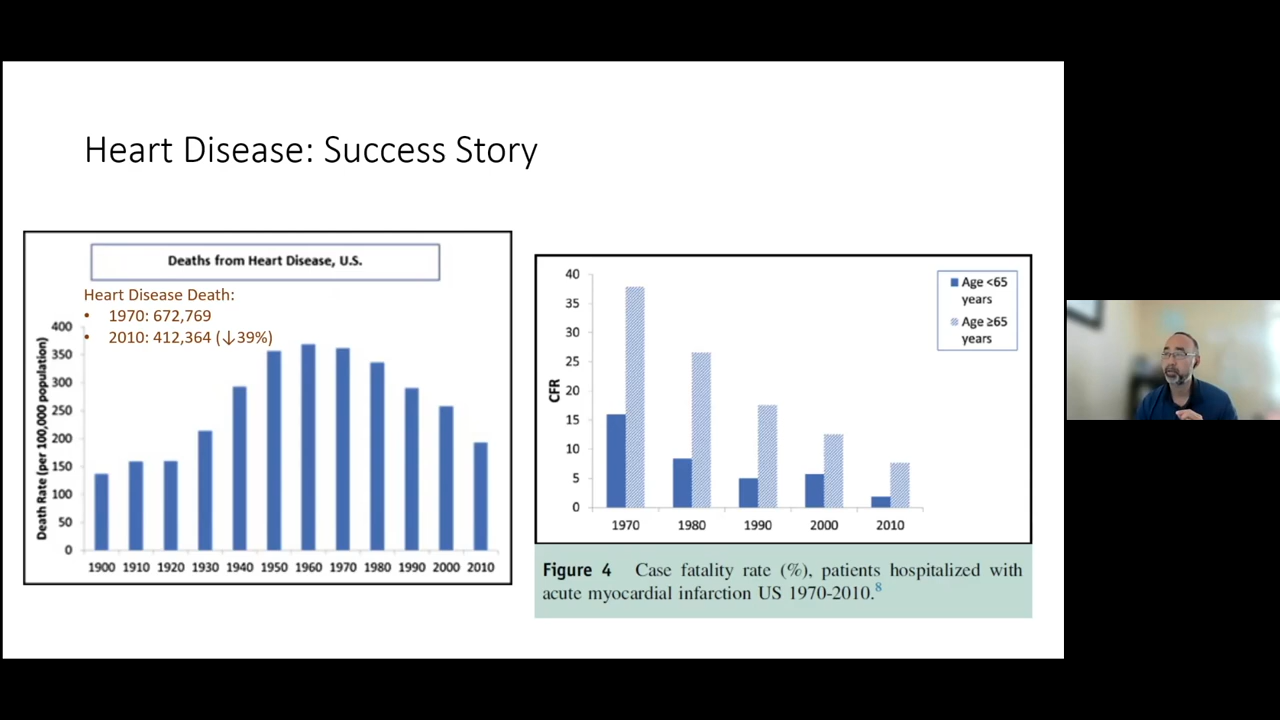 Heart Disease: Success Story
Deaths from Heart Disease, U.S.
Heart Disease Death:
• 1970: 672,769
• 2010: 412,364 (↓39%)
Death Rate (per 100,000 population)
400
350
300
250
200
150
100
50
0
1900 1910 1920 1930 1940 1950 1960 1970 1980 1990 2000 2010
CFR
40
35
30
25
20
15
10
5
0
1970 1980 1990 2000 2010
Age <65
years
Age ≥65
years
Figure 4 Case fatality rate (%), patients hospitalized with
acute myocardial infarction US 1970-2010.8